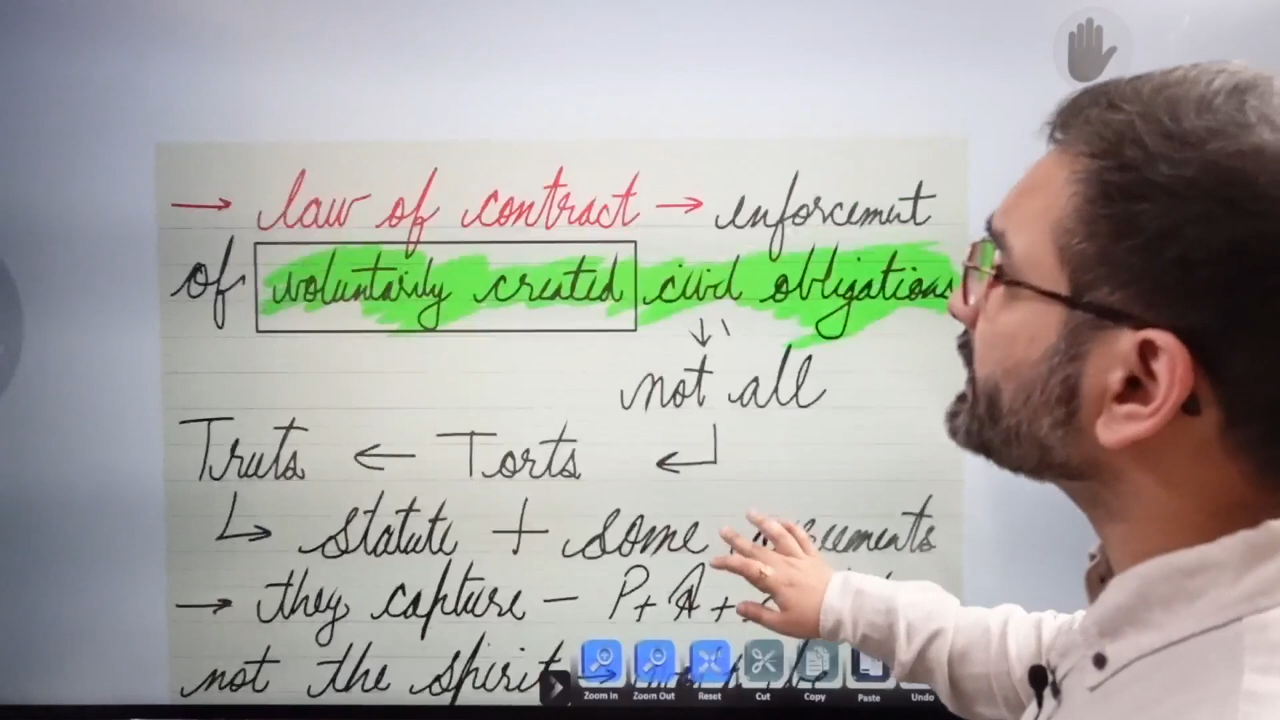 → law of contract → enforcement
of voluntarily created civil obligations
↓ "
not all
Truts ← Torts ↵
↳ statute + some
→ they capture - P+A+
not the spirit →
Zoom In Zoom Out Reset Cut Copy Paste Undo